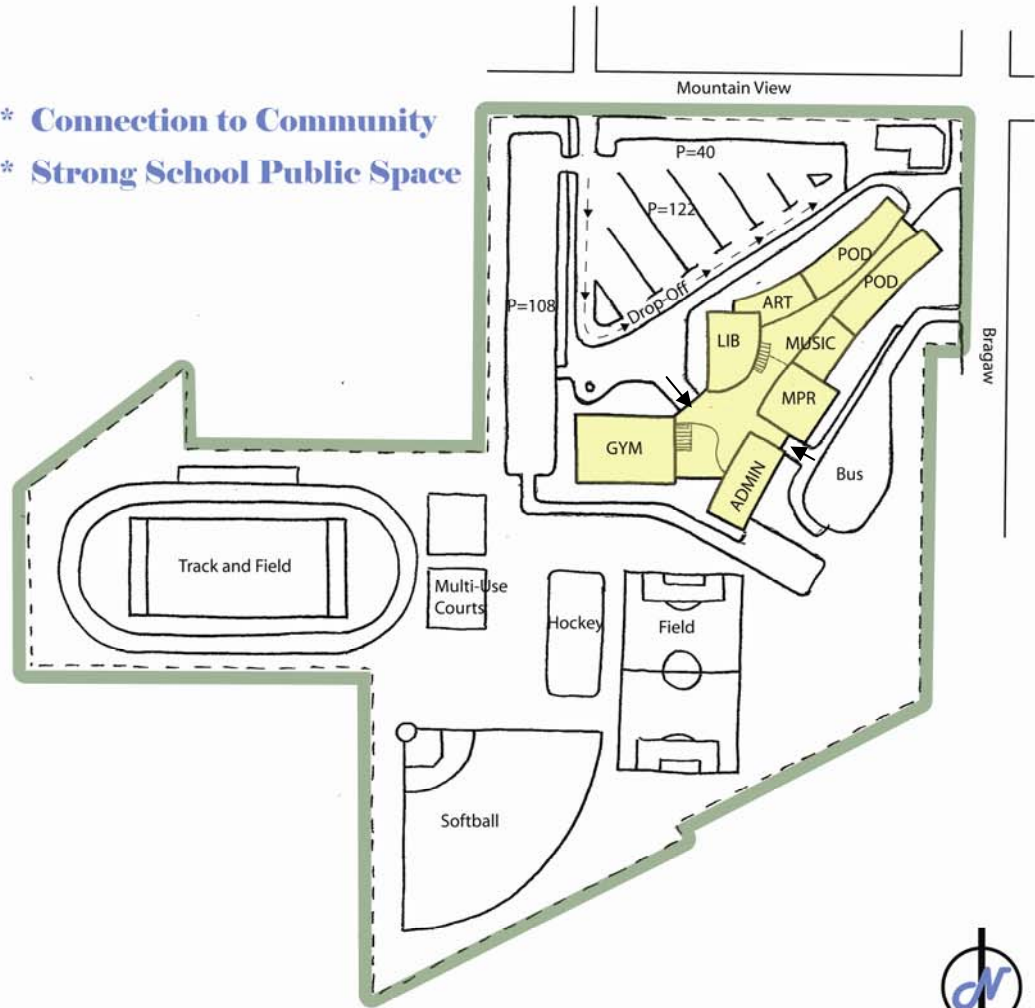 Mountain View
* Connection to Community
* Strong School Public Space
P=40
P=122
P=108
Drop-Off
POD
POD
ART
LIB
MUSIC
MPR
Bragaw
GYM
ADMIN
Bus
Track and Field
Multi-Use
Courts
Hockey
Field
Softball
N